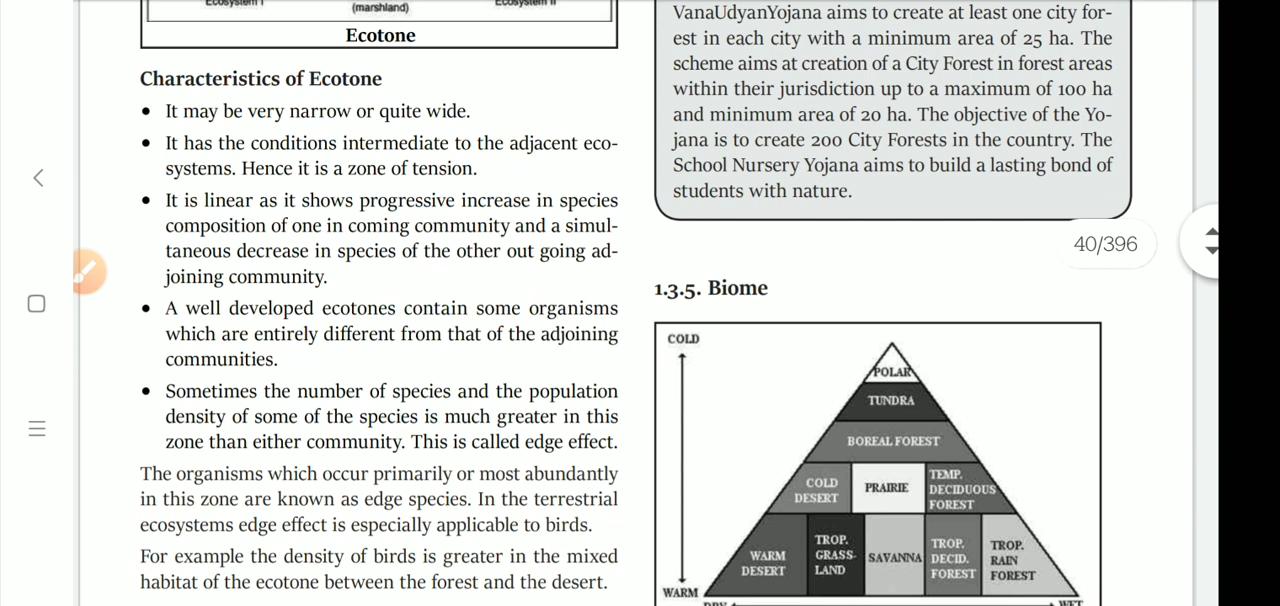 Ecosystem I
(marshland)
Ecosystem II
Ecotone
Characteristics of Ecotone
• It may be very narrow or quite wide.
• It has the conditions intermediate to the adjacent eco-
systems. Hence it is a zone of tension.
• It is linear as it shows progressive increase in species
composition of one in coming community and a simul-
taneous decrease in species of the other out going ad-
joining community.
• A well developed ecotones contain some organisms
which are entirely different from that of the adjoining
communities.
• Sometimes the number of species and the population
density of some of the species is much greater in this
zone than either community. This is called edge effect.
The organisms which occur primarily or most abundantly
in this zone are known as edge species. In the terrestrial
ecosystems edge effect is especially applicable to birds.
For example the density of birds is greater in the mixed
habitat of the ecotone between the forest and the desert.
VanaUdyanYojana aims to create at least one city for-
est in each city with a minimum area of 25 ha. The
scheme aims at creation of a City Forest in forest areas
within their jurisdiction up to a maximum of 100 ha
and minimum area of 20 ha. The objective of the Yo-
jana is to create 200 City Forests in the country. The
School Nursery Yojana aims to build a lasting bond of
students with nature.
40/396
1.3.5. Biome
COLD
POLAR
TUNDRA
BOREAL FOREST
COLD
DESERT
PRAIRIE
TEMP.
DECIDUOUS
FOREST
WARM
DESERT
TROP.
GRASS-
LAND
SAVANNA
TROP.
DECID.
FOREST
TROP.
RAIN
FOREST
WARM
DRY
WET